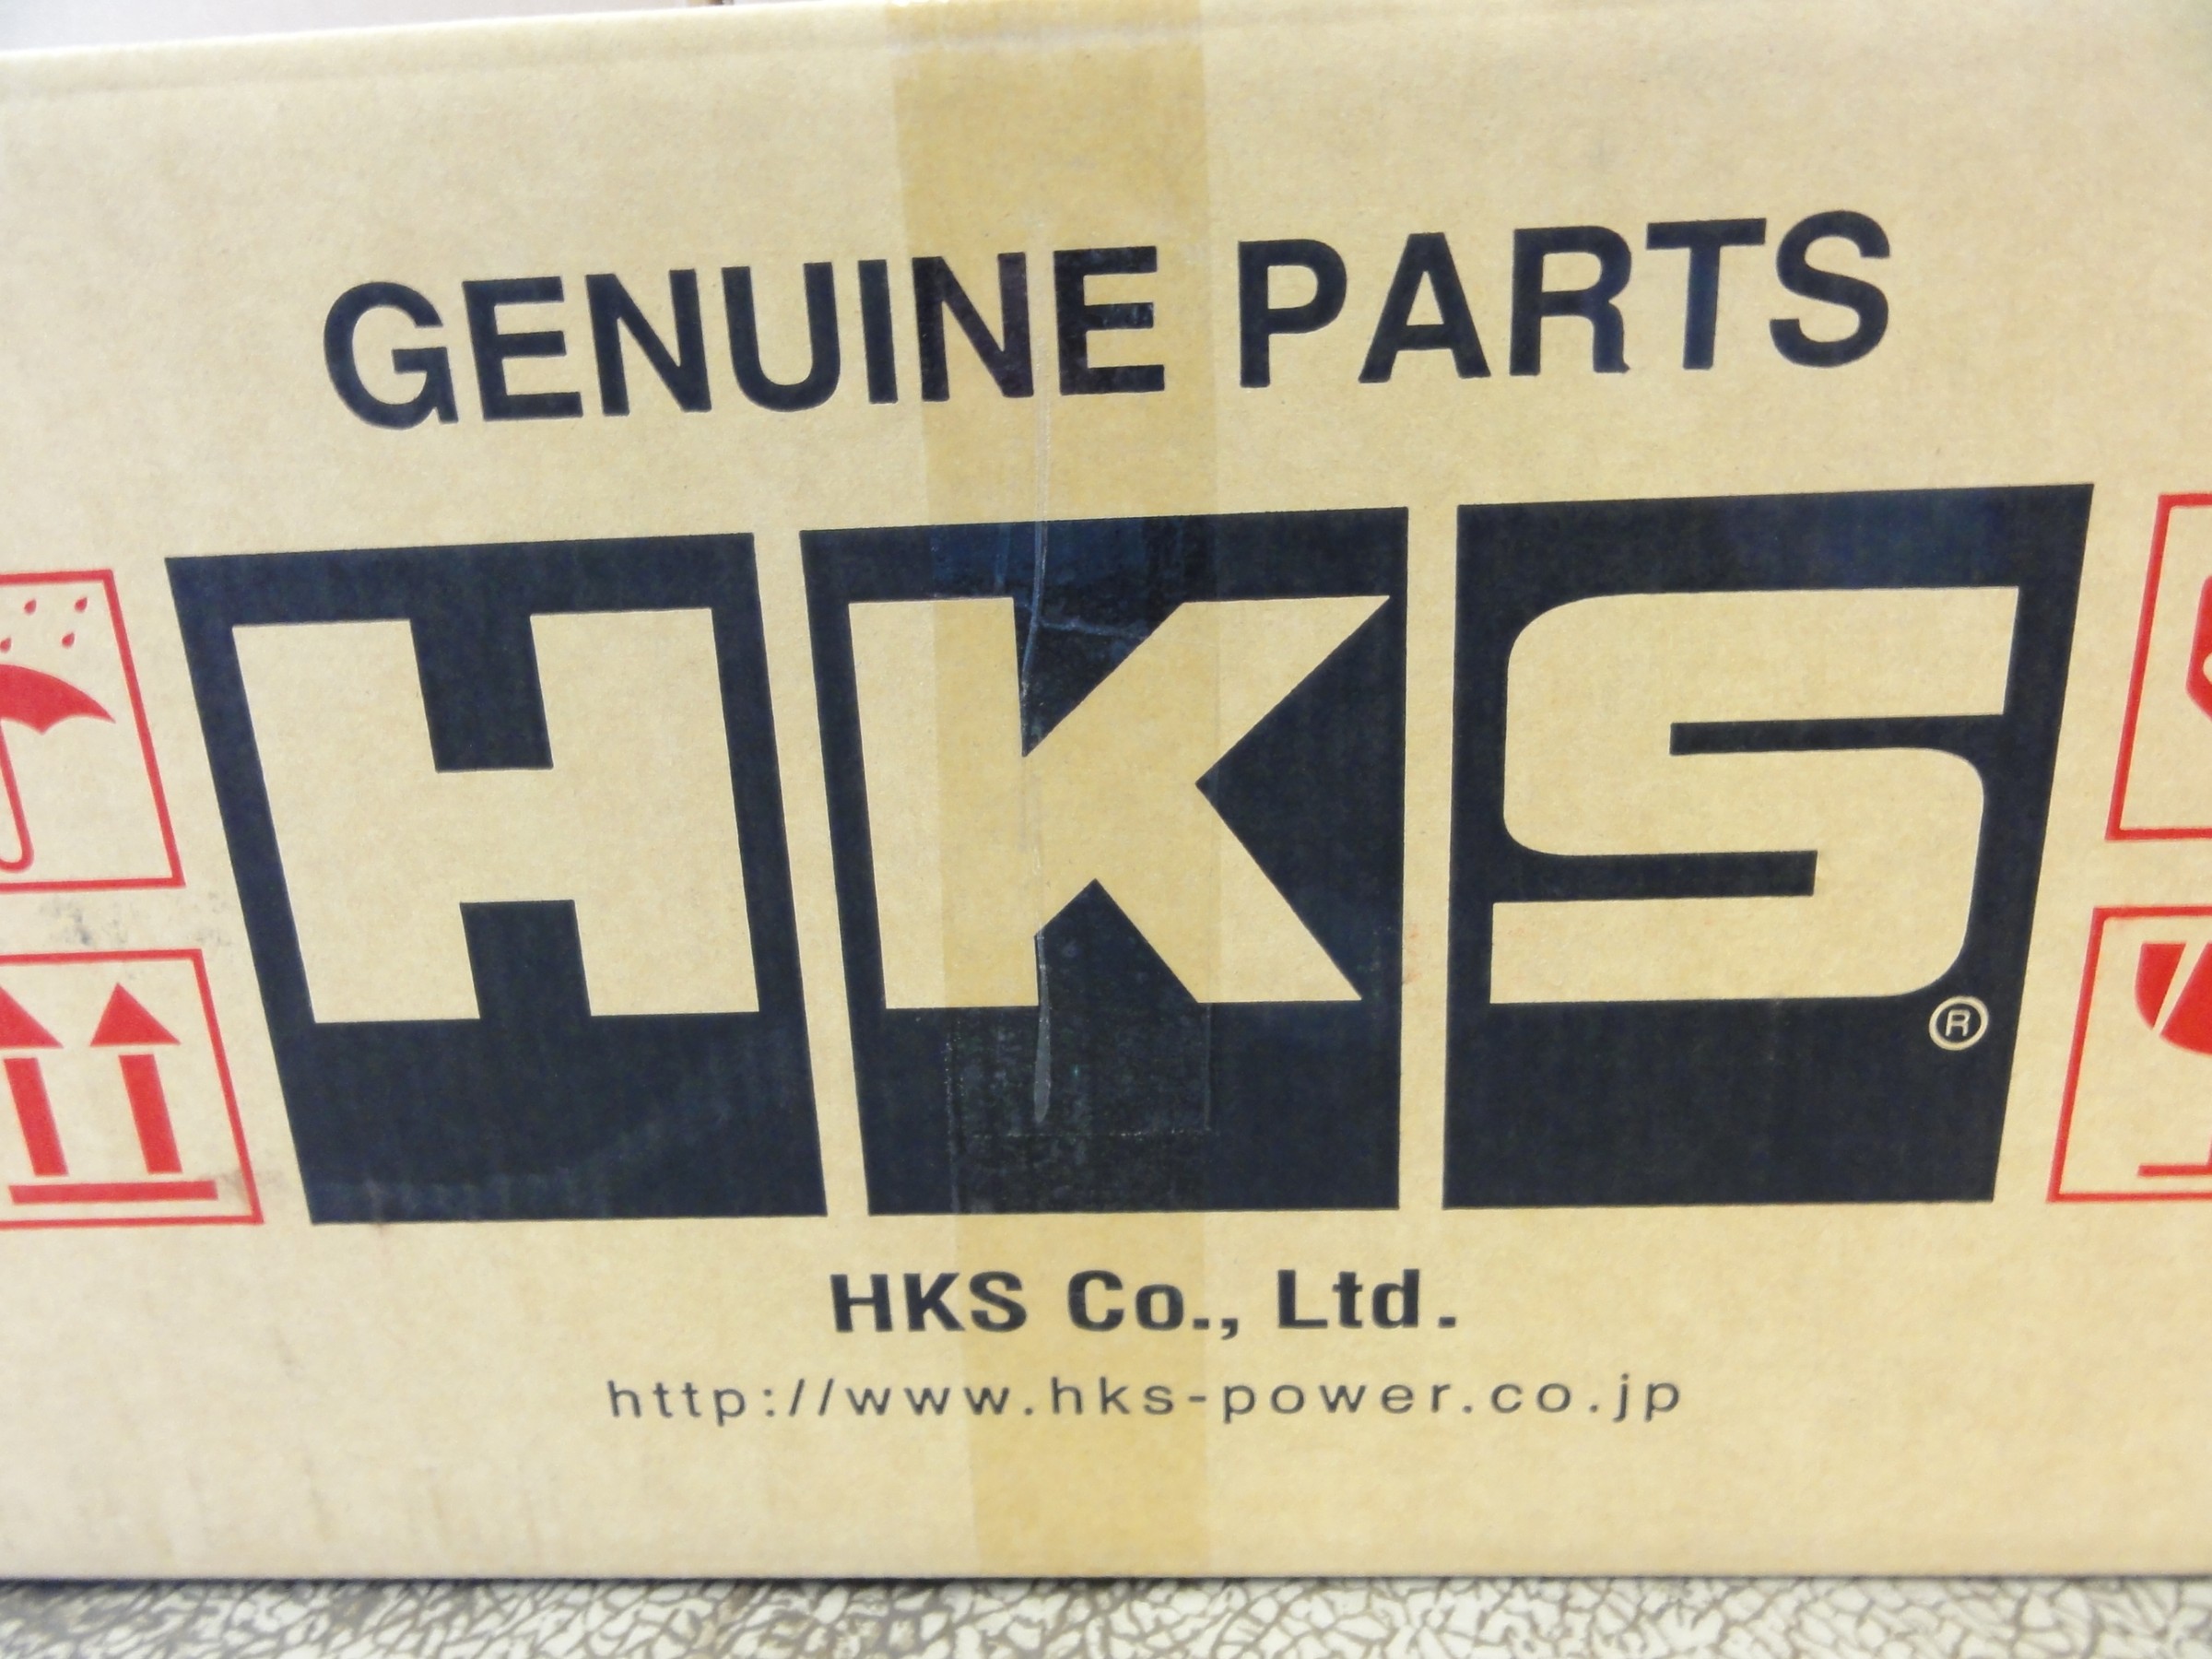 GENUINE PARTS
HKS®
HKS Co., Ltd.
http://www.hks-power.co.jp